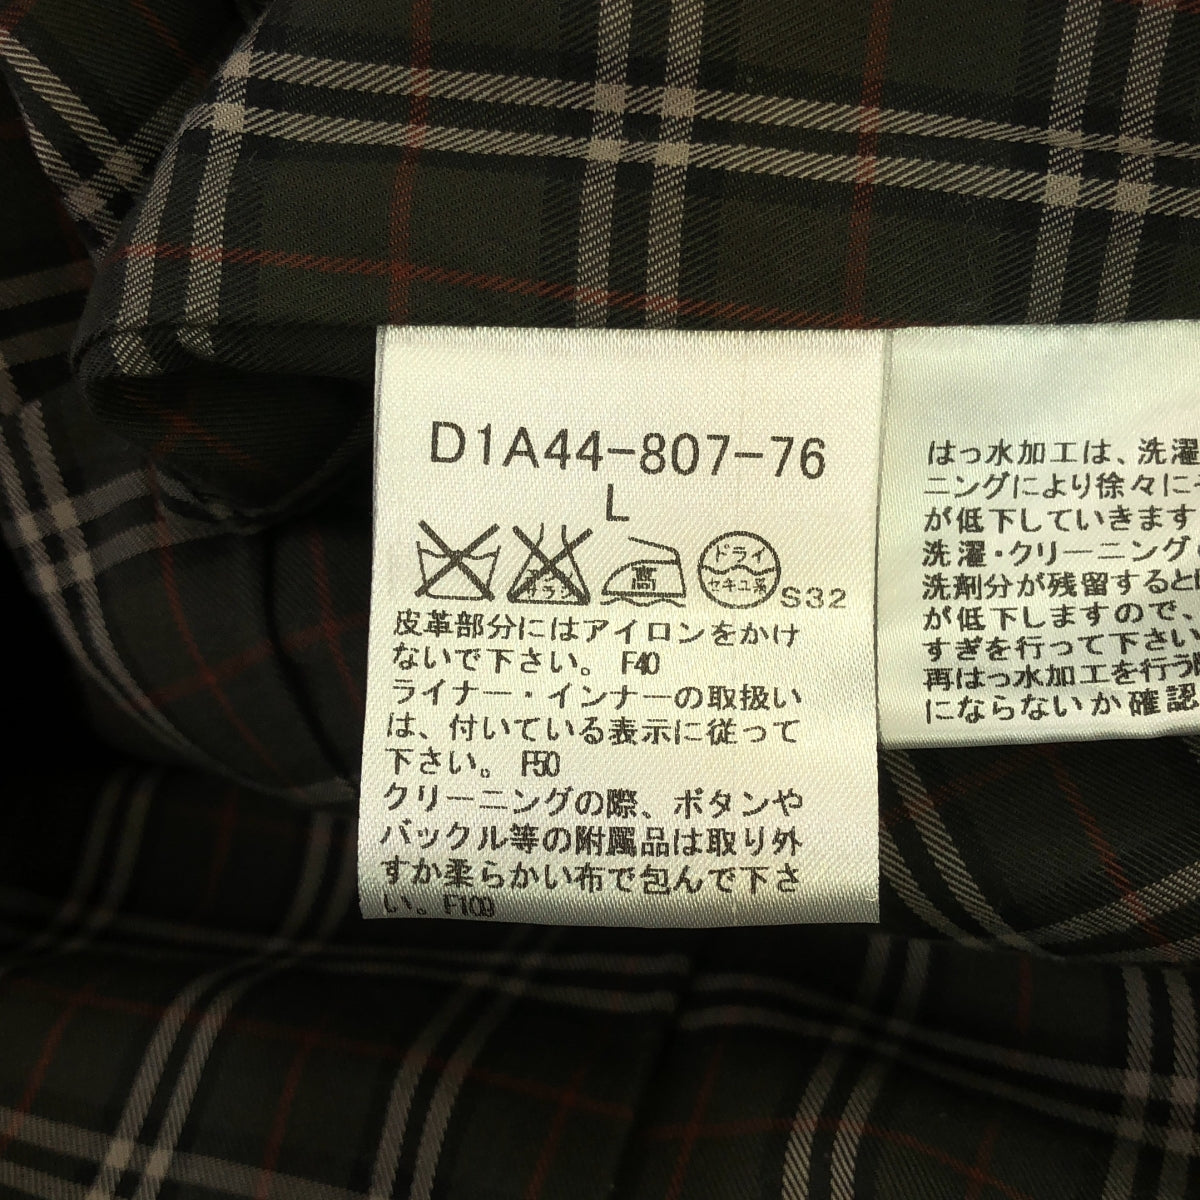 D1A44-807-76
L
エンソ
サラシ
高
ドライ
セキユ系
S32
皮革部分にはアイロンをかけ
ないで下さい。 F40
ライナー・インナーの取扱い
は、付いている表示に従って
下さい。 F50
クリーニングの際、ボタンや
バックル等の附属品は取り外
すか柔らかい布で包んで下さ
い。F109
はっ水加工は、洗濯
ニングにより徐々にそ
が低下していきます
洗濯・クリーニング
洗剤分が残留すると
が低下しますので、
すぎを行って下さい
再はっ水加工を行う
にならないか確認